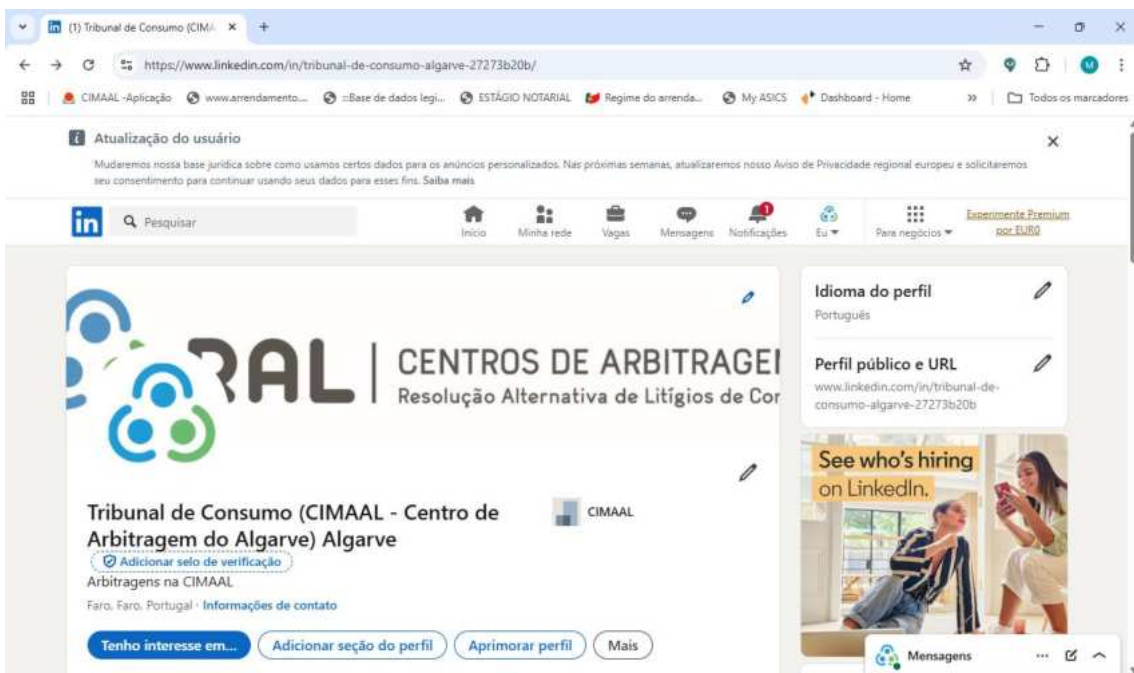 (1) Tribunal de Consumo (CIMA
https://www.linkedin.com/in/tribunal-de-consumo-algarve-27273b20b/
CIMAAL -Aplicação www.arrendamento.... :::Base de dados legi... ESTÁGIO NOTARIAL Regime do arrenda... My ASICS Dashboard - Home » Todos os marcadores
M
Atualização do usuário
Mudaremos nossa base jurídica sobre como usamos certos dados para os anúncios personalizados. Nas próximas semanas, atualizaremos nosso Aviso de Privacidade regional europeu e solicitaremos
seu consentimento para continuar usando seus dados para esses fins. Saiba mais
in Pesquisar
1
Início Minha rede Vagas Mensagens Notificações Eu Para negócios
Experimente Premium
por EUR0
RAL CENTROS DE ARBITRAGE
Resolução Alternativa de Litígios de Con
Idioma do perfil
Português
Perfil público e URL
www.linkedin.com/in/tribunal-de-
consumo-algarve-27273b20b
See who's hiring
on LinkedIn.
Tribunal de Consumo (CIMAAL - Centro de
Arbitragem do Algarve) Algarve
CIMAAL
Adicionar selo de verificação
Arbitragens na CIMAAL
Faro, Faro, Portugal · Informações de contato
Tenho interesse em... Adicionar seção do perfil Aprimorar perfil Mais
Mensagens